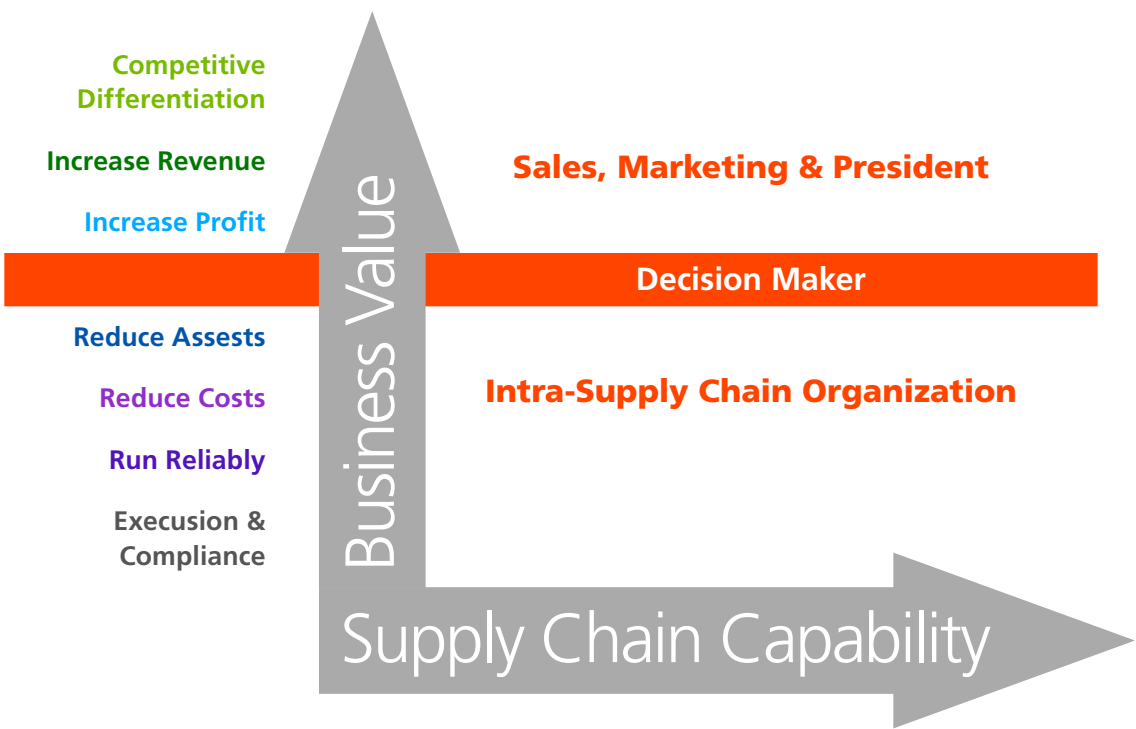 Competitive
Differentiation
Increase Revenue
Increase Profit
Sales, Marketing & President
Decision Maker
Reduce Assests
Reduce Costs
Run Reliably
Execusion &
Compliance
Intra-Supply Chain Organization
Business Value
Supply Chain Capability